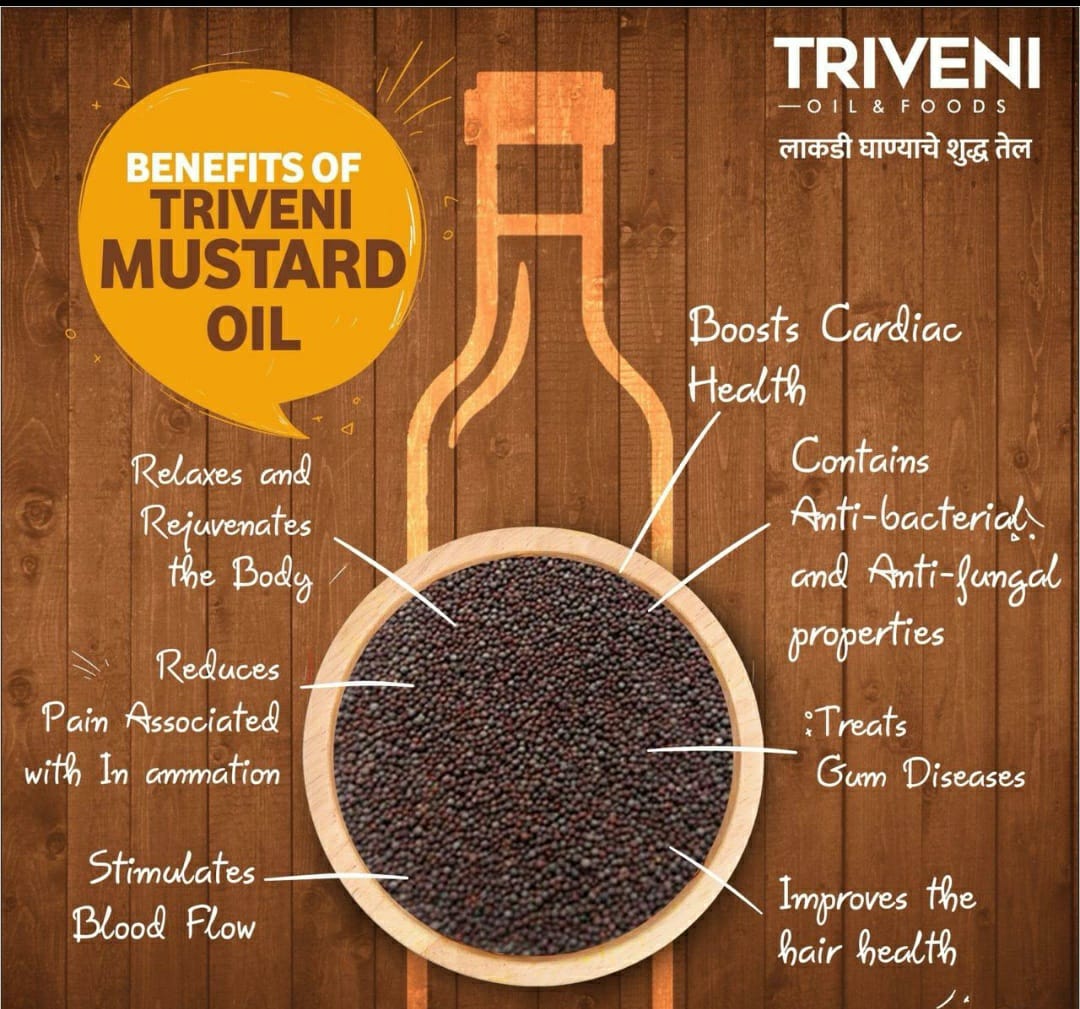 TRIVENI
OIL & FOODS
लाकडी घाण्याचे शुद्ध तेल
BENEFITS OF
TRIVENI
MUSTARD
OIL
Boosts Cardiac
Health
Contains
Anti-bacterial
and Anti-fungal
properties
Treats
Gum Diseases
Improves the
hair health
Relaxes and
Rejuvenates
the Body
Reduces
Pain Associated
with In ammation
Stimulates
Blood Flow